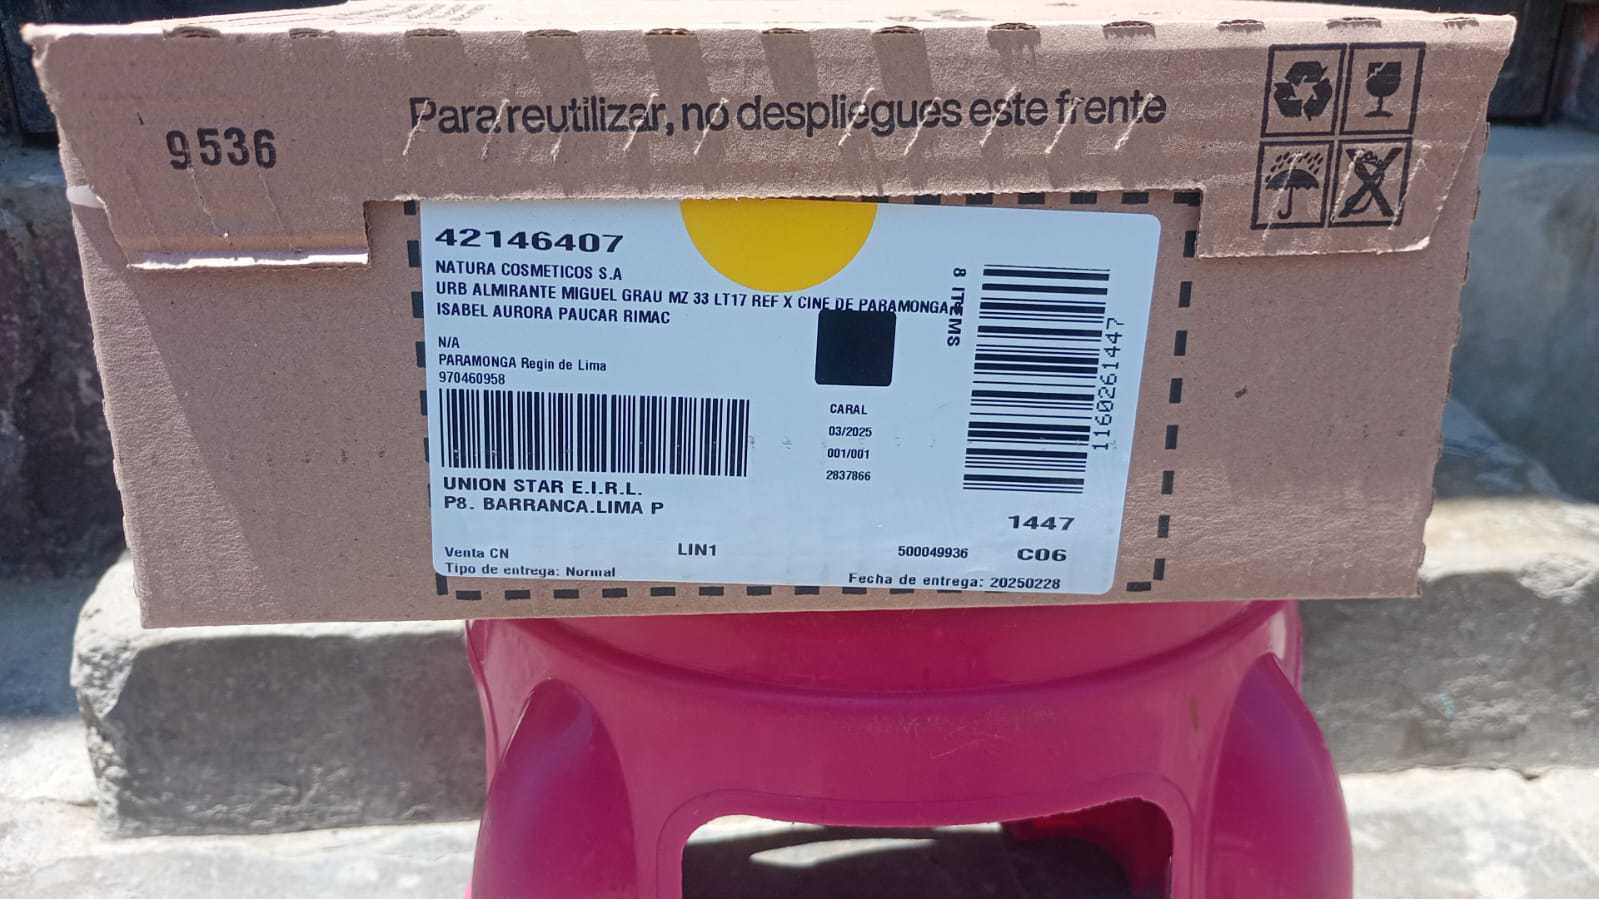 Para reutilizar, no despliegues este frente
9536
42146407
NATURA COSMETICOS S.A
URB ALMIRANTE MIGUEL GRAU MZ 33 LT17 REF X CINE DE PARAMONGA
ISABEL AURORA PAUCAR RIMAC
N/A
PARAMONGA Regin de Lima
970460958
UNION STAR E.I.R.L.
P8. BARRANCA.LIMA P
Venta CN
LIN1
Tipo de entrega: Normal
CARAL
03/2025
001/001
2837866
8 ITEMS
1160261447
1447
500049936
C06
Fecha de entrega: 20250228